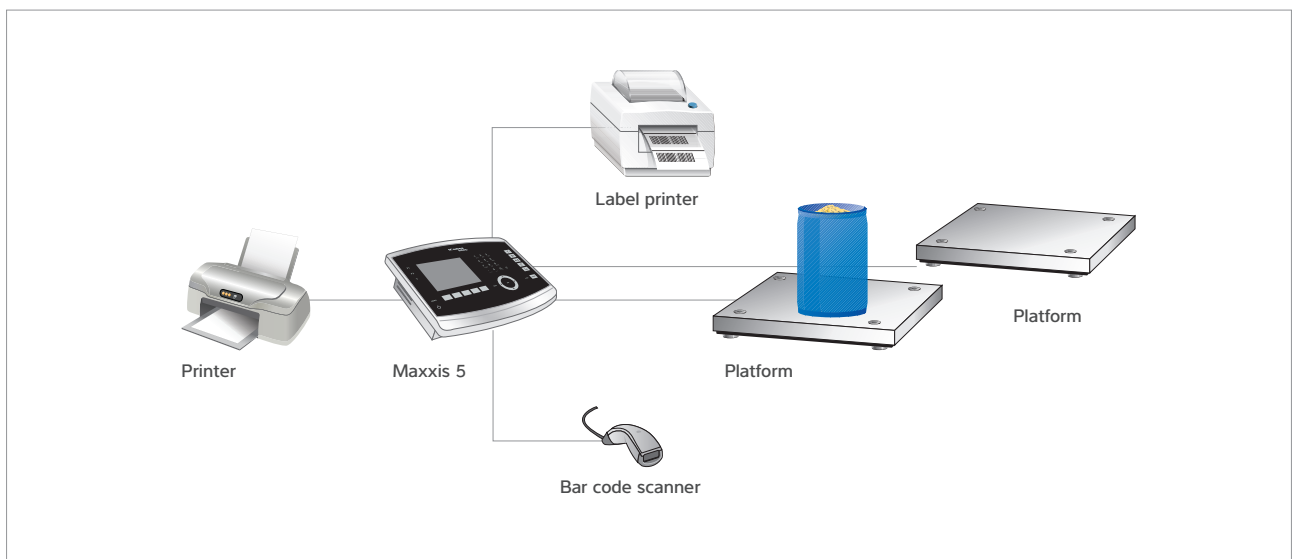 Label printer
Platform
Printer
Maxxis 5
Platform
Bar code scanner